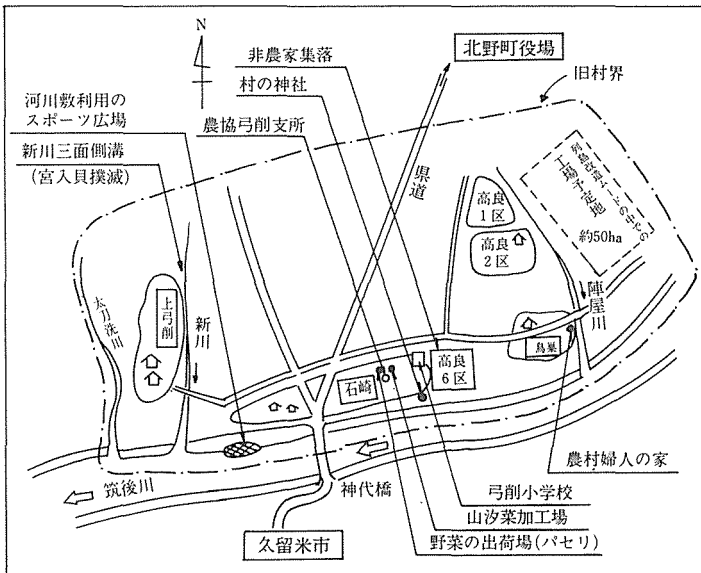 N
北野町役場
非農家集落
村の神社
農協弓削支所
旧村界
河川敷利用の
スポーツ広場
新川三面側溝
(宮入貝撲滅)
県道
高良
1区
高良
2区
列島改造ムードの中での
工場予定地
約50ha
陣屋川
太刀洗川
上弓削
新川
石崎
高良
6区
鳥巣
筑後川
神代橋
久留米市
農村婦人の家
弓削小学校
山汐菜加工場
野菜の出荷場(パセリ)